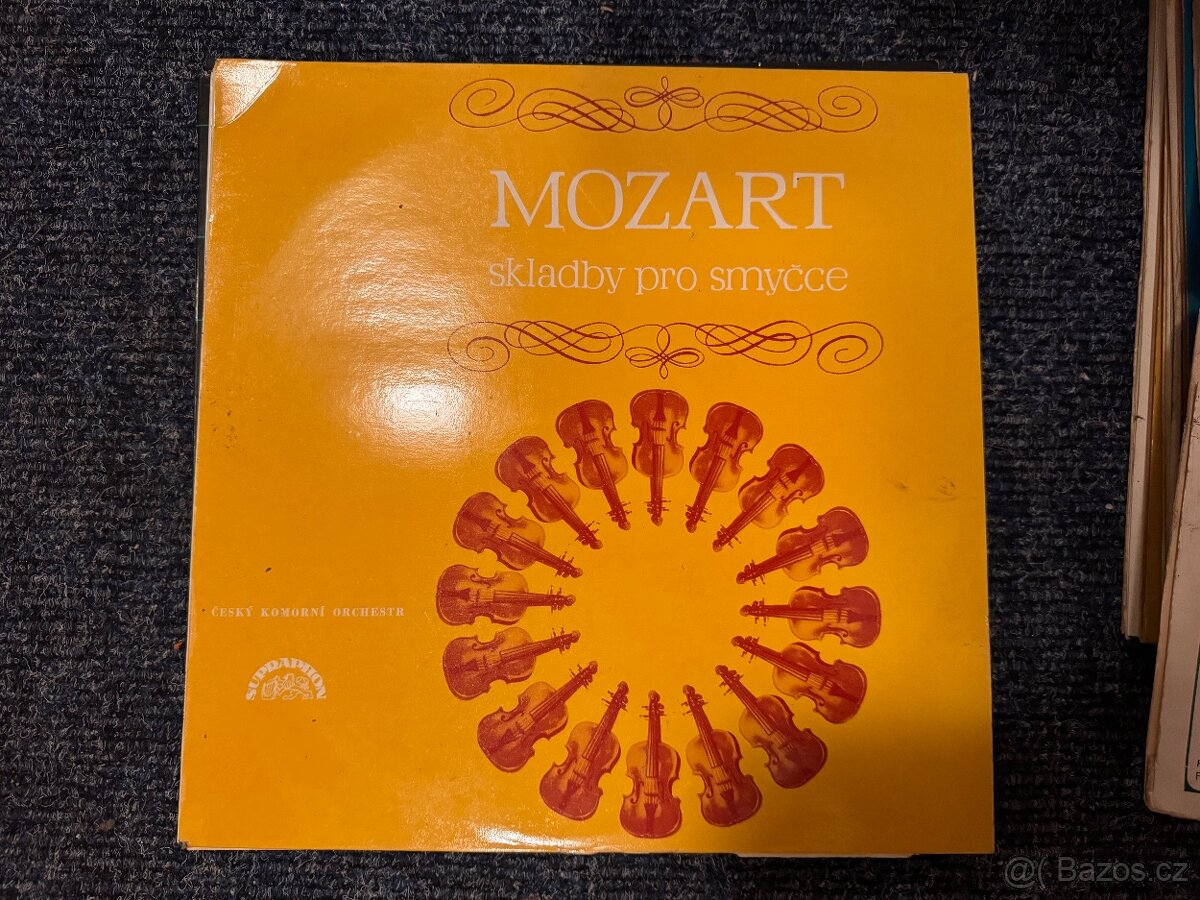 MOZART
skladby pro smyčce
ČESKÝ KOMORNÍ ORCHESTR
SUPRAPHON
@( Bazos.cz